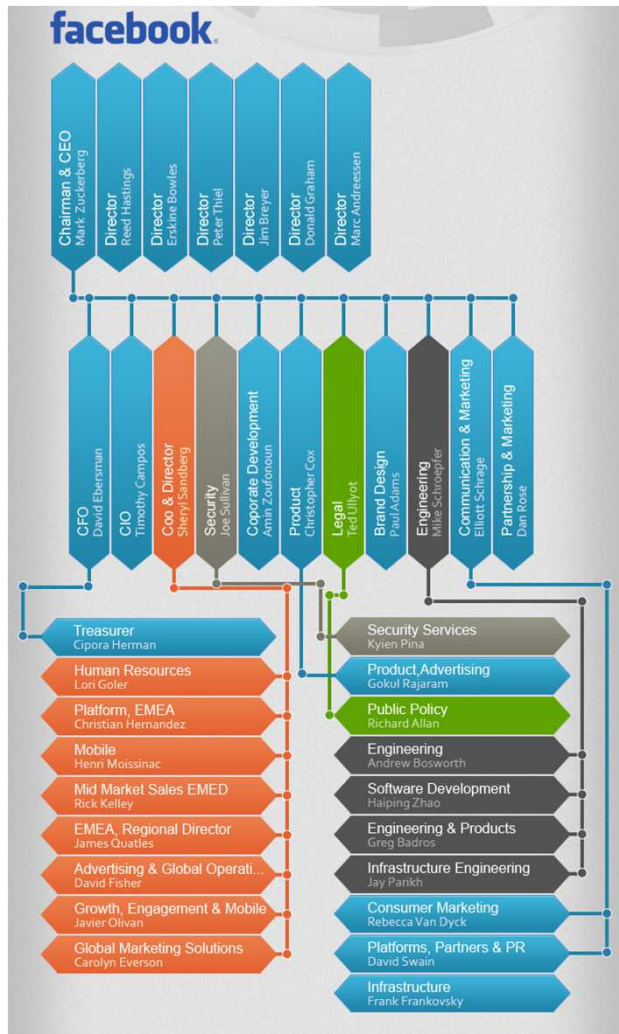 facebook.
Chairman & CEO
Mark Zuckerberg
Director
Reed Hastings
Director
Erskine Bowles
Director
Peter Thiel
Director
Jim Breyer
Director
Donald Graham
Director
Marc Andreessen
CFO
David Ebersman
CIO
Timothy Campos
Coo & Director
Sheryl Sandberg
Security
Joe Sullivan
Coporate Development
Amin Zoufonoun
Product
Christopher Cox
Legal
Ted Ullyot
Brand Design
Paul Adams
Engineering
Mike Schroepfer
Communication & Marketing
Elliott Schrage
Partnership & Marketing
Dan Rose
Treasurer
Cipora Herman
Human Resources
Lori Goler
Platform, EMEA
Christian Hernandez
Mobile
Henri Moissinac
Mid Market Sales EMED
Rick Kelley
EMEA, Regional Director
James Quatles
Advertising & Global Operati...
David Fisher
Growth, Engagement & Mobile
Javier Olivan
Global Marketing Solutions
Carolyn Everson
Security Services
Kyien Pina
Product,Advertising
Gokul Rajaram
Public Policy
Richard Allan
Engineering
Andrew Bosworth
Software Development
Haiping Zhao
Engineering & Products
Greg Badros
Infrastructure Engineering
Jay Parikh
Consumer Marketing
Rebecca Van Dyck
Platforms, Partners & PR
David Swain
Infrastructure
Frank Frankovsky